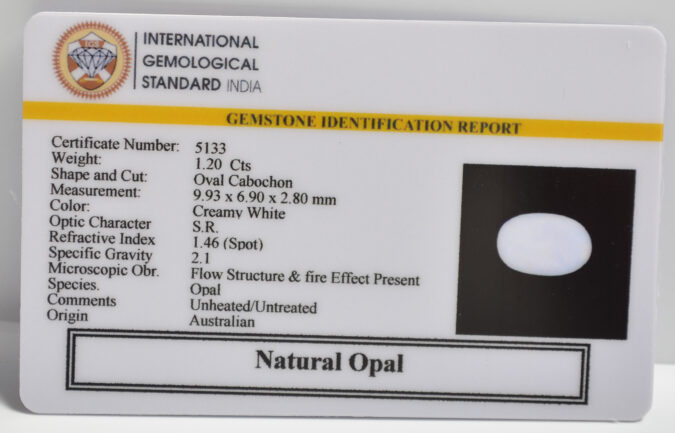 IGS
INTERNATIONAL
GEMOLOGICAL
STANDARD INDIA
GEMSTONE IDENTIFICATION REPORT
Certificate Number: 5133
Weight: 1.20 Cts
Shape and Cut: Oval Cabochon
Measurement: 9.93 x 6.90 x 2.80 mm
Color: Creamy White
Optic Character S.R.
Refractive Index 1.46 (Spot)
Specific Gravity 2.1
Microscopic Obr. Flow Structure & fire Effect Present
Species. Opal
Comments Unheated/Untreated
Origin Australian
Natural Opal